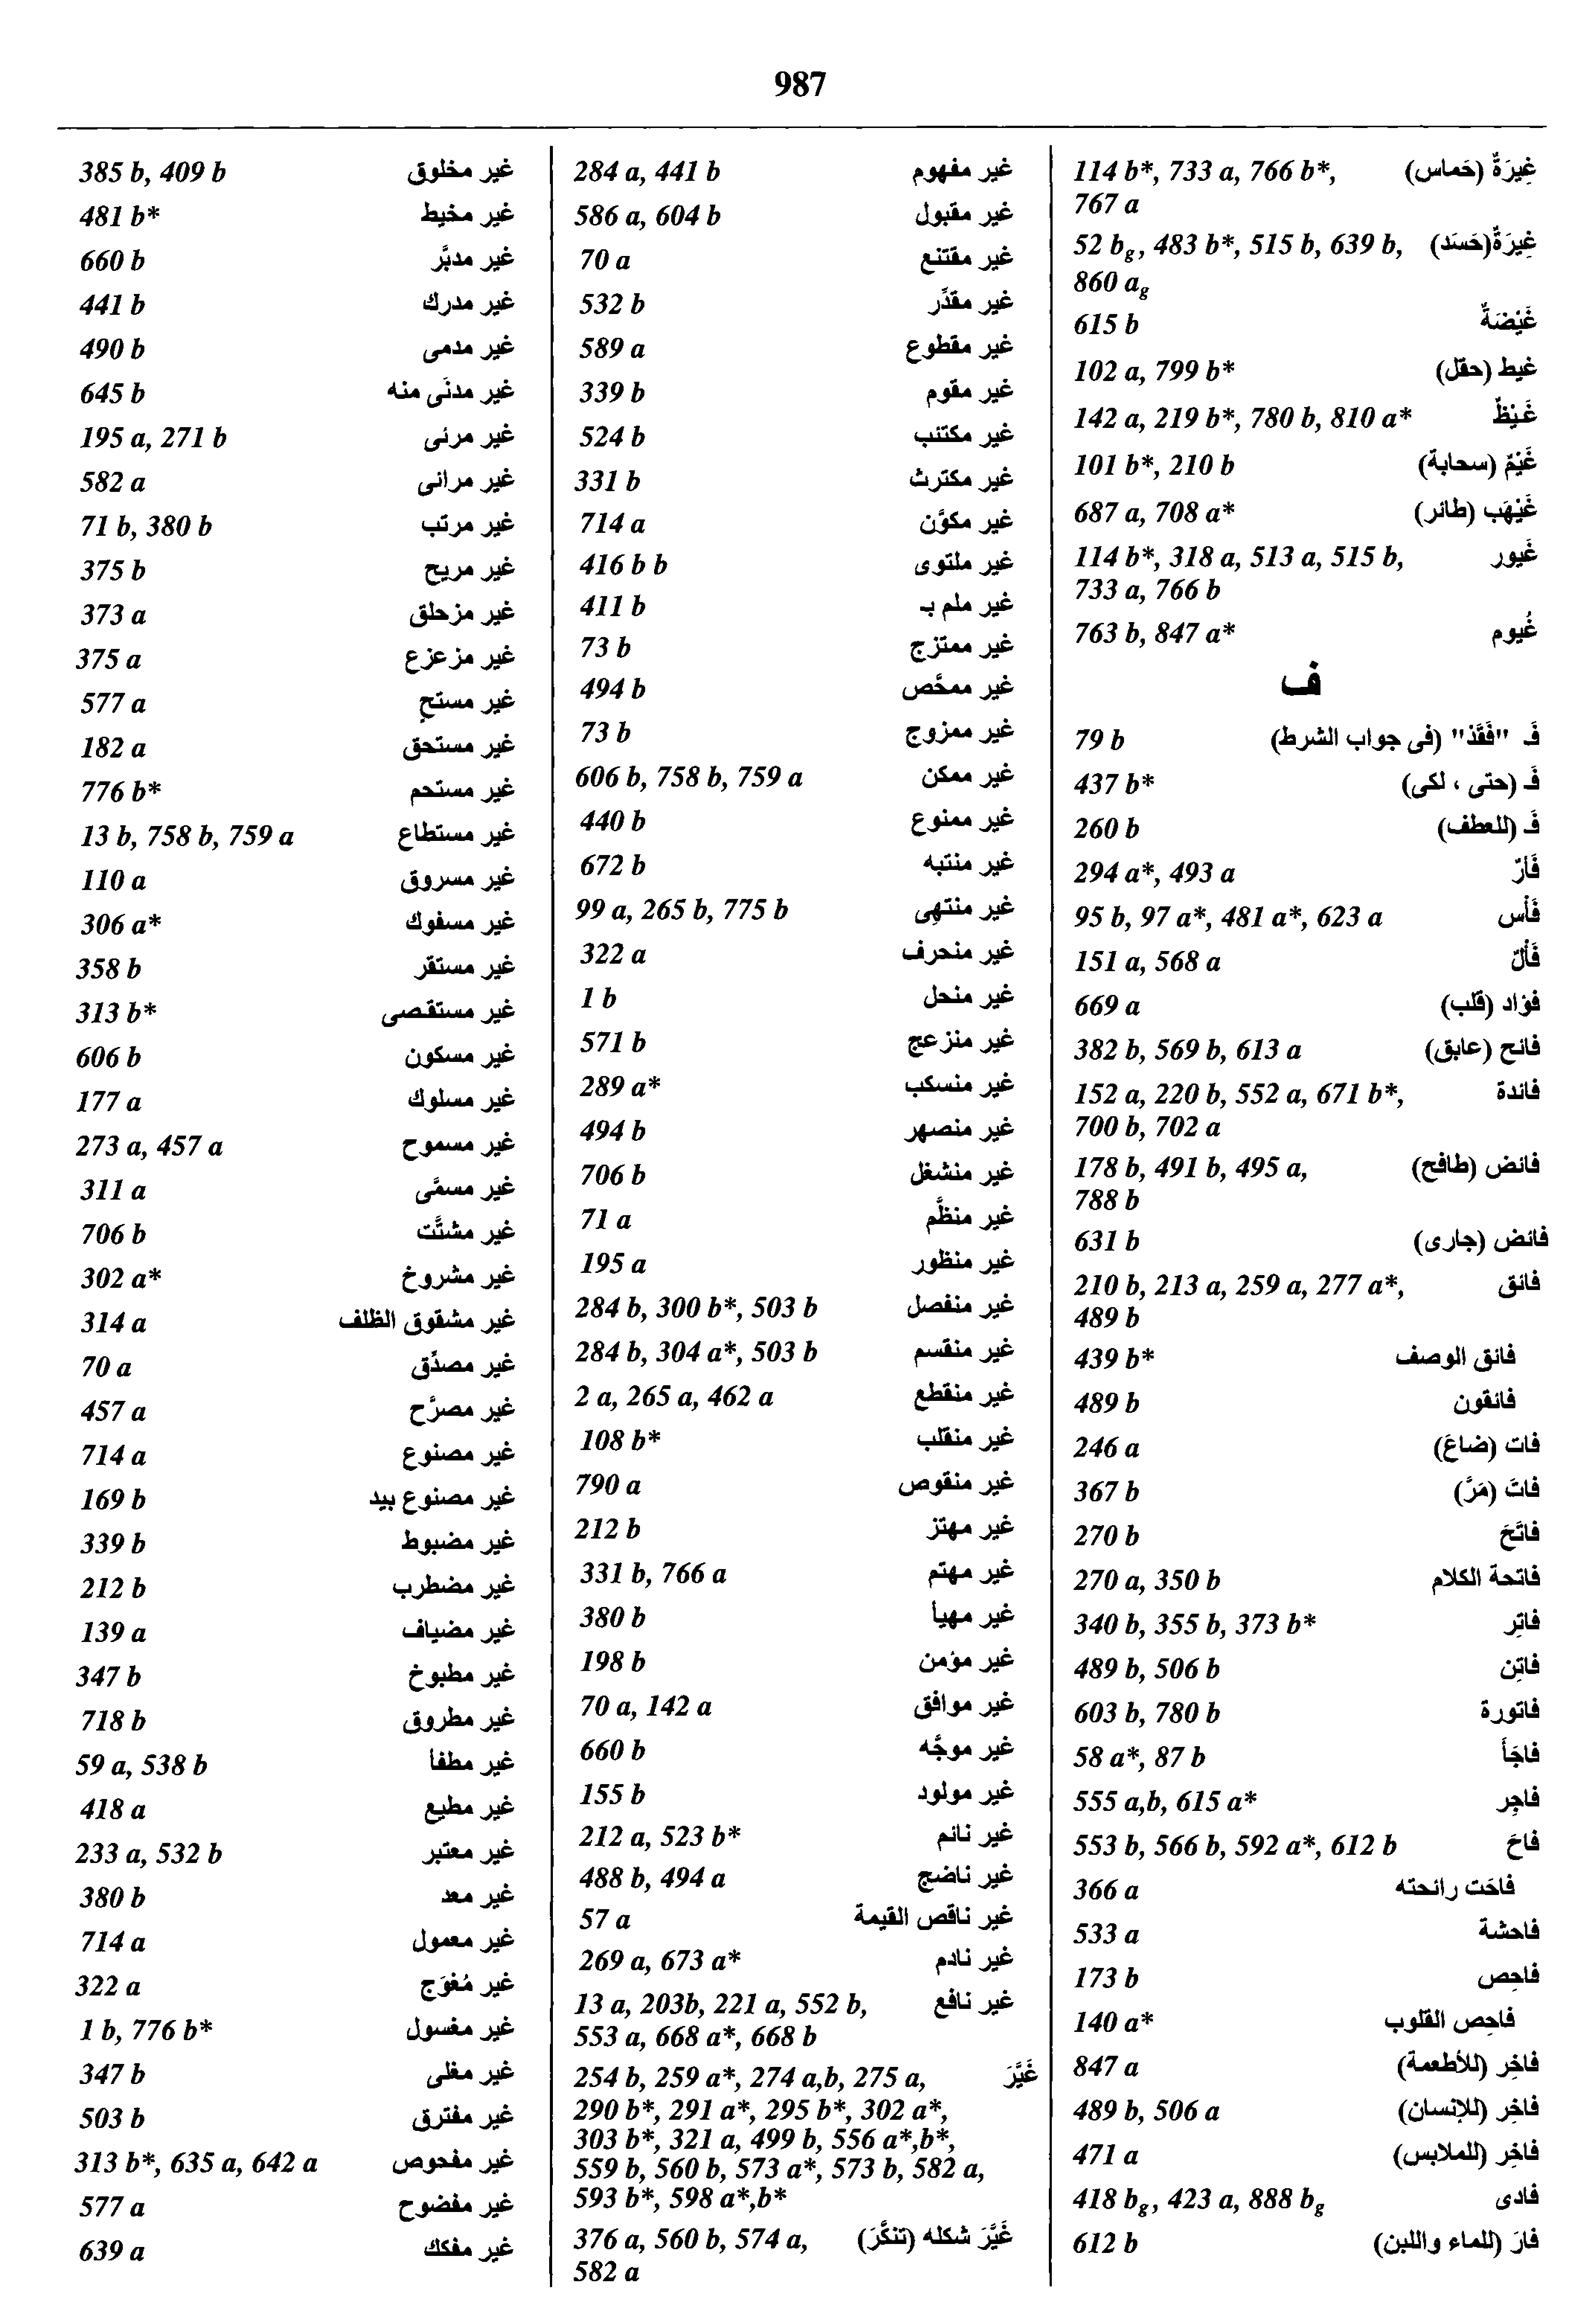 987
385 b, 409 b غير مخلوق
481 b* غير مخيط
660 b غير مدبَّر
441 b غير مدرك
490 b غير مدمى
645 b غير مدنَى منه
195 a, 271 b غير مرئى
582 a غير مرائى
71 b, 380 b غير مرتب
375 b غير مريح
373 a غير مزحلق
375 a غير مزعزع
577 a غير مستحٍ
182 a غير مستحق
776 b* غير مستحم
13 b, 758 b, 759 a غير مستطاع
110 a غير مسروق
306 a* غير مسفوك
358 b غير مستقر
313 b* غير مستقصى
606 b غير مسكون
177 a غير مسلوك
273 a, 457 a غير مسموح
311 a غير مسمَّى
706 b غير مشتَّت
302 a* غير مشروخ
314 a غير مشقوق الظلف
70 a غير مصدِّق
457 a غير مصرَّح
714 a غير مصنوع
169 b غير مصنوع بيد
339 b غير مضبوط
212 b غير مضطرب
139 a غير مضياف
347 b غير مطبوخ
718 b غير مطروق
59 a, 538 b غير مطفأ
418 a غير مطيع
233 a, 532 b غير معتبر
380 b غير معد
714 a غير معمول
322 a غير مُعْوَج
1 b, 776 b* غير مغسول
347 b غير مغلى
503 b غير مفترق
313 b*, 635 a, 642 a غير مفحوص
577 a غير مفضوح
639 a غير مفكك
284 a, 441 b غير مفهوم
586 a, 604 b غير مقبول
70 a غير مقتنع
532 b غير مقدَّر
589 a غير مقطوع
339 b غير مقوم
524 b غير مكتئب
331 b غير مكترث
714 a غير مكوَّن
416 b b غير ملتوى
411 b غير ملم بـ
73 b غير ممتزج
494 b غير ممحَّص
73 b غير ممزوج
606 b, 758 b, 759 a غير ممكن
440 b غير ممنوع
672 b غير منتبه
99 a, 265 b, 775 b غير منتهِى
322 a غير منحرف
1 b غير منحل
571 b غير منزعج
289 a* غير منسكب
494 b غير منصهر
706 b غير منشغل
71 a غير منظَّم
195 a غير منظور
284 b, 300 b*, 503 b غير منفصل
284 b, 304 a*, 503 b غير منقسم
2 a, 265 a, 462 a غير منقطع
108 b* غير منقلب
790 a غير منقوص
212 b غير مهتز
331 b, 766 a غير مهتم
380 b غير مهيأ
198 b غير مؤمن
70 a, 142 a غير موافق
660 b غير موجَّه
155 b غير مولود
212 a, 523 b* غير نائم
488 b, 494 a غير ناضج
57 a غير ناقص القيمة
269 a, 673 a* غير نادم
13 a, 203b, 221 a, 552 b, غير نافع
553 a, 668 a*, 668 b
254 b, 259 a*, 274 a,b, 275 a, غَيَّرَ
290 b*, 291 a*, 295 b*, 302 a*,
303 b*, 321 a, 499 b, 556 a*,b*,
559 b, 560 b, 573 a*, 573 b, 582 a,
593 b*, 598 a*,b*
376 a, 560 b, 574 a, غَيَّرَ شكله (تنكَّرَ)
582 a
114 b*, 733 a, 766 b*, غِيرَةٌ (حَماس)
767 a
52 bg, 483 b*, 515 b, 639 b, غِيرَةٌ(حَسَد)
860 ag
615 b غَيْضَةٌ
102 a, 799 b* غيط (حقل)
142 a, 219 b*, 780 b, 810 a* غَيْظٌ
101 b*, 210 b غَيْمٌ (سحابة)
687 a, 708 a* غَيْهَب (طائر)
114 b*, 318 a, 513 a, 515 b, غَيور
733 a, 766 b
763 b, 847 a* غُيوم
ف
79 b فـَ "فَقَدْ" (فى جواب الشرط)
437 b* فـَ (حتى ، لكى)
260 b فـَ (للعطف)
294 a*, 493 a فَأرٌ
95 b, 97 a*, 481 a*, 623 a فَأس
151 a, 568 a فَألٌ
669 a فؤاد (قلب)
382 b, 569 b, 613 a فائح (عابق)
152 a, 220 b, 552 a, 671 b*, فائدة
700 b, 702 a
178 b, 491 b, 495 a, فائض (طافح)
788 b
631 b فائض (جارى)
210 b, 213 a, 259 a, 277 a*, فائق
489 b
439 b* فائق الوصف
489 b فائقون
246 a فات (ضاعَ)
367 b فاتَ (مَرَّ)
270 b فاتَحَ
270 a, 350 b فاتحة الكلام
340 b, 355 b, 373 b* فاتِر
489 b, 506 b فاتِن
603 b, 780 b فاتورة
58 a*, 87 b فاجَأ
555 a,b, 615 a* فاجِر
553 b, 566 b, 592 a*, 612 b فاحَ
366 a فاحَت رائحته
533 a فاحشة
173 b فاحِص
140 a* فاحِص القلوب
847 a فاخِر (للأطعمة)
489 b, 506 a فاخِر (للإنسان)
471 a فاخِر (للملابس)
418 bg, 423 a, 888 bg فادى
612 b فارَ (للماء واللبن)